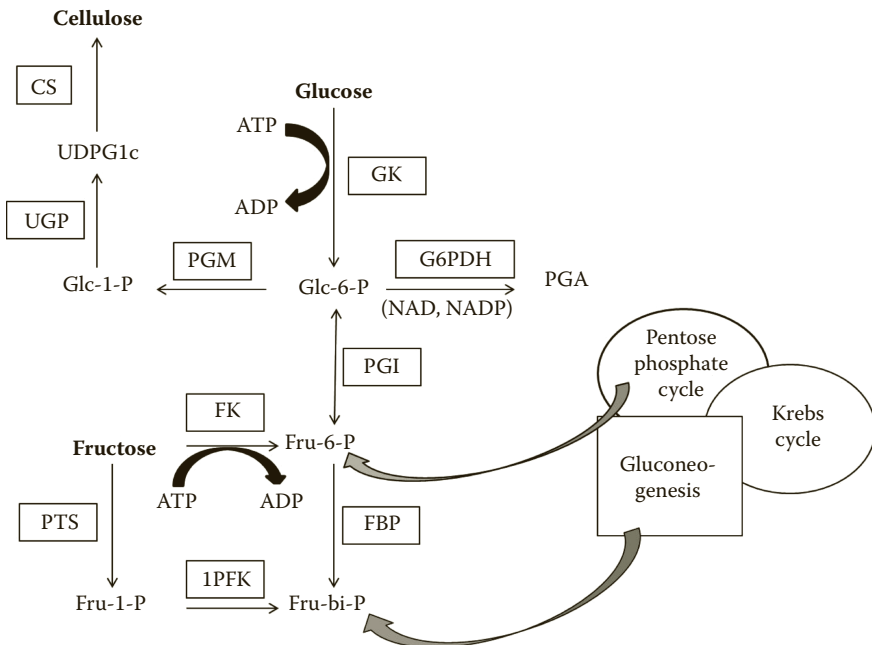 Cellulose
CS
Glucose
ATP
UDPG1c
GK
ADP
UGP
PGM
G6PDH
Glc-1-P
Glc-6-P
PGA
(NAD, NADP)
Pentose
phosphate
cycle
PGI
Krebs
cycle
FK
Fructose
Fru-6-P
Gluconeo-
genesis
ATP
ADP
PTS
FBP
1PFK
Fru-1-P
Fru-bi-P